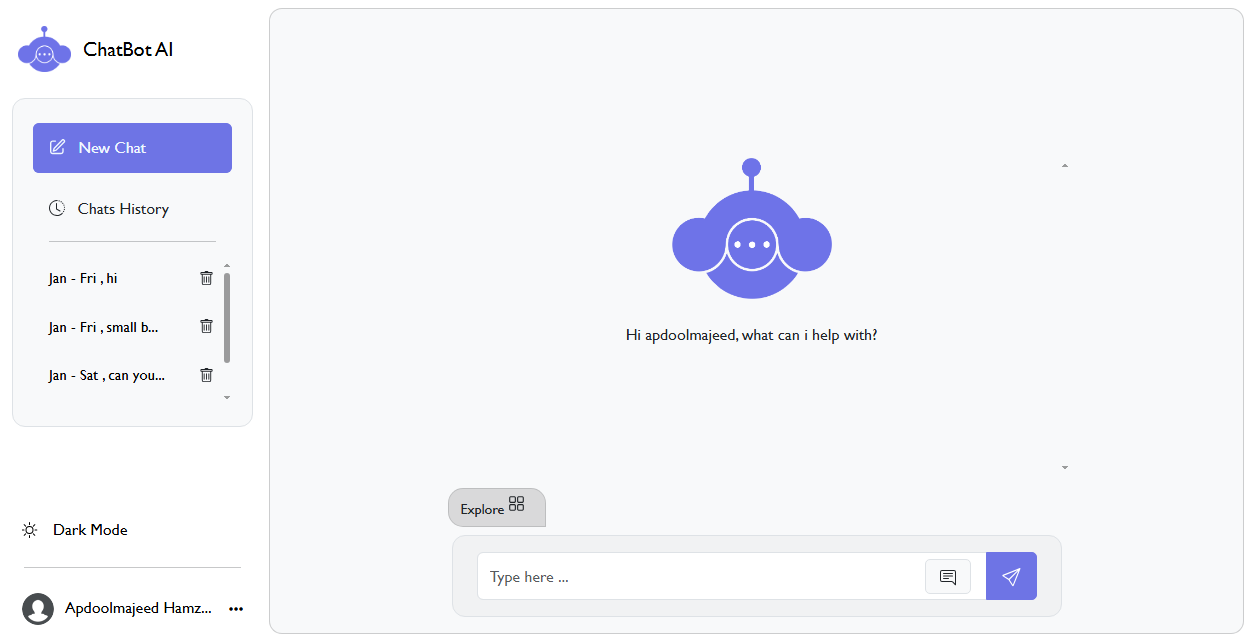 ChatBot AI
New Chat
Chats History
Jan - Fri , hi
Jan - Fri , small b...
Jan - Sat , can you...
Dark Mode
Apdoolmajeed Hamz...
Hi apdoolmajeed, what can i help with?
Explore
Type here ...